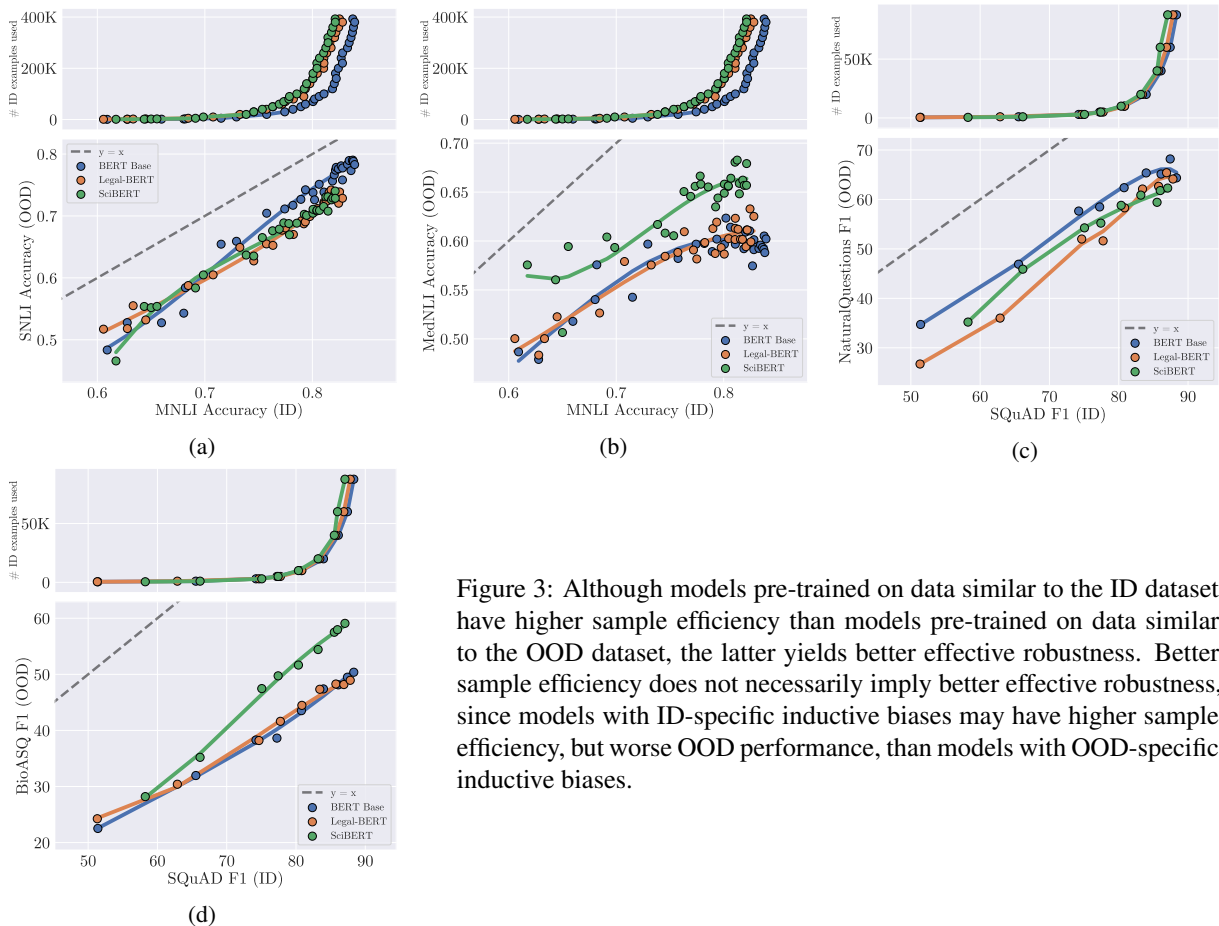 # ID examples used
400K
200K
0
0.8
0.7
0.6
0.5
SNLI Accuracy (OOD)
y = x
BERT Base
Legal-BERT
SciBERT
0.6 0.7 0.8
MNLI Accuracy (ID)
(a)
# ID examples used
400K
200K
0
0.70
0.65
0.60
0.55
0.50
MedNLI Accuracy (OOD)
y = x
BERT Base
Legal-BERT
SciBERT
0.6 0.7 0.8
MNLI Accuracy (ID)
(b)
# ID examples used
50K
0
70
60
50
40
30
NaturalQuestions F1 (OOD)
y = x
BERT Base
Legal-BERT
SciBERT
50 60 70 80 90
SQuAD F1 (ID)
(c)
50 60 70 80 90
# ID examples used
50K
0
60
50
40
30
20
BioASQ F1 (OOD)
y = x
BERT Base
Legal-BERT
SciBERT
50 60 70 80 90
SQuAD F1 (ID)
(d)
Figure 3: Although models pre-trained on data similar to the ID dataset
have higher sample efficiency than models pre-trained on data similar
to the OOD dataset, the latter yields better effective robustness. Better
sample efficiency does not necessarily imply better effective robustness,
since models with ID-specific inductive biases may have higher sample
efficiency, but worse OOD performance, than models with OOD-specific
inductive biases.